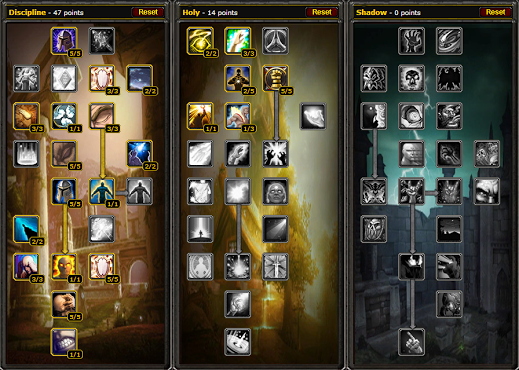 Discipline - 47 points Reset
5/5
3/3 2/2
3/3 1/1 3/3
5/5 2/2
5/5 1/1
2/2
3/3 1/1 5/5
5/5
1/1
Holy - 14 points Reset
2/2 3/3
5/5
1/1 1/3
Shadow - 0 points Reset